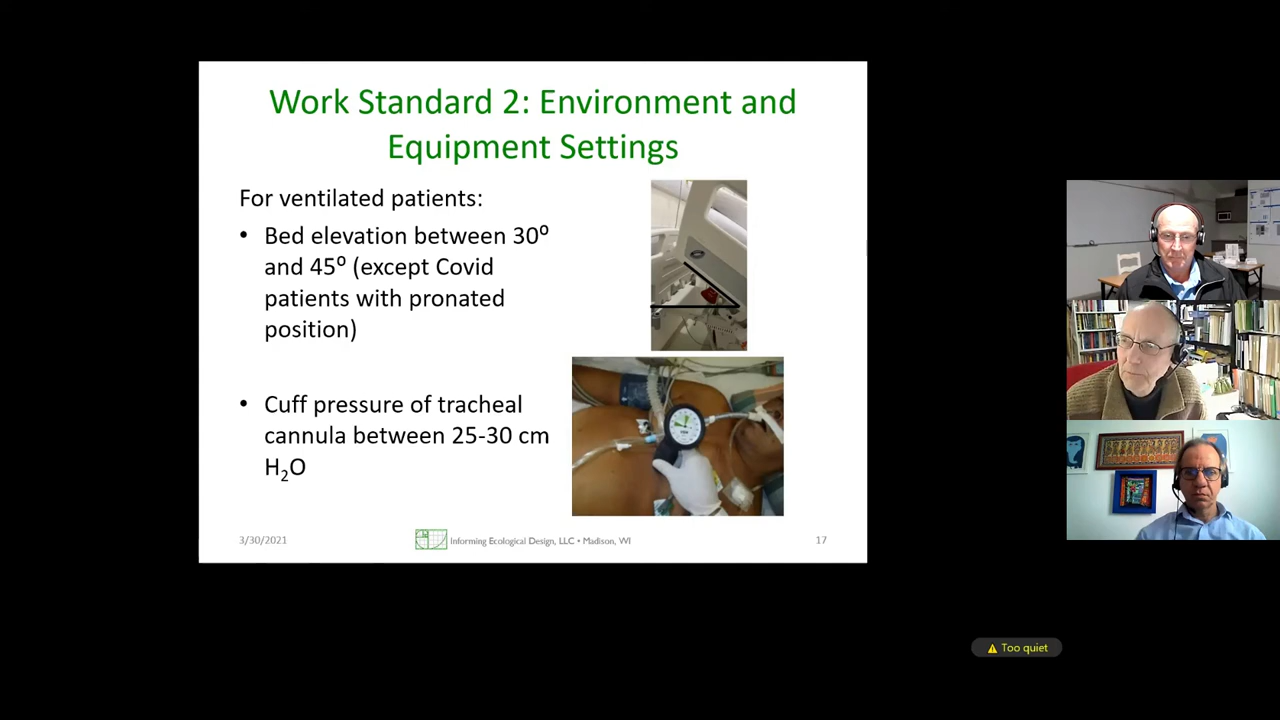 Work Standard 2: Environment and
Equipment Settings
For ventilated patients:
• Bed elevation between 30⁰
and 45⁰ (except Covid
patients with pronated
position)
• Cuff pressure of tracheal
cannula between 25-30 cm
H₂O
3/30/2021
Informing Ecological Design, LLC • Madison, WI
17
Too quiet